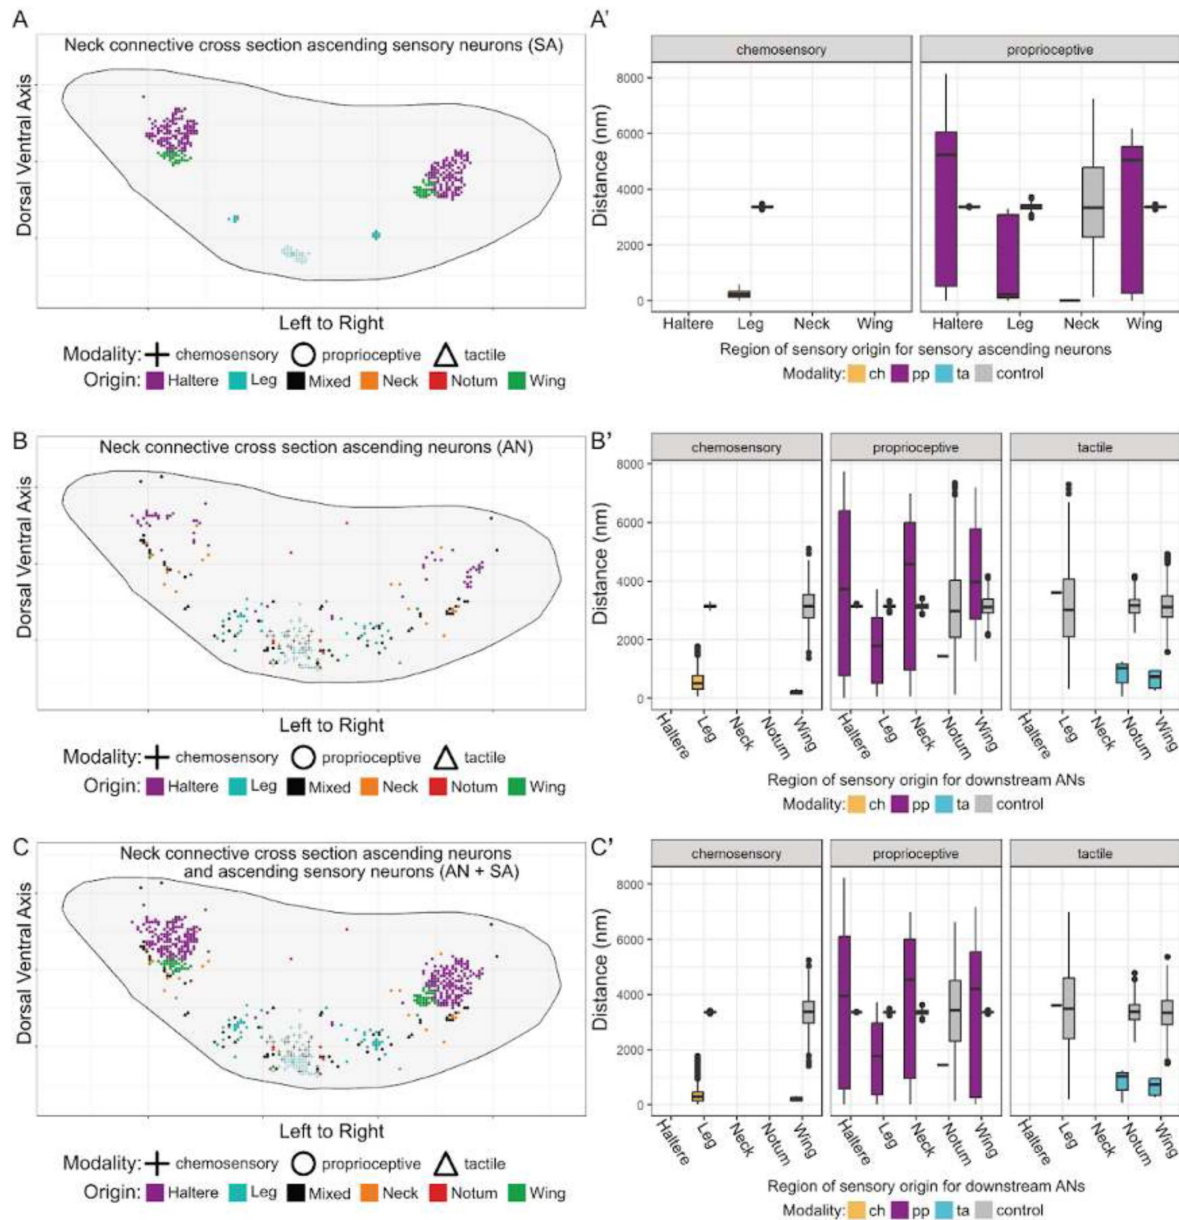 A
Neck connective cross section ascending sensory neurons (SA)
Dorsal Ventral Axis
Left to Right
Modality: chemosensory proprioceptive tactile
Origin: Haltere Leg Mixed Neck Notum Wing
A'
chemosensory proprioceptive
Distance (nm)
8000
6000
4000
2000
0
Haltere Leg Neck Wing Haltere Leg Neck Wing
Region of sensory origin for sensory ascending neurons
Modality: ch pp ta control
B
Neck connective cross section ascending neurons (AN)
Dorsal Ventral Axis
Left to Right
Modality: chemosensory proprioceptive tactile
Origin: Haltere Leg Mixed Neck Notum Wing
B'
chemosensory proprioceptive tactile
Distance (nm)
8000
6000
4000
2000
0
Haltere Leg Neck Notum Wing Haltere Leg Neck Notum Wing Haltere Leg Neck Notum Wing
Region of sensory origin for downstream ANs
Modality: ch pp ta control
C
Neck connective cross section ascending neurons
and ascending sensory neurons (AN + SA)
Dorsal Ventral Axis
Left to Right
Modality: chemosensory proprioceptive tactile
Origin: Haltere Leg Mixed Neck Notum Wing
C'
chemosensory proprioceptive tactile
Distance (nm)
8000
6000
4000
2000
0
Haltere Leg Neck Notum Wing Haltere Leg Neck Notum Wing Haltere Leg Neck Notum Wing
Region of sensory origin for downstream ANs
Modality: ch pp ta control